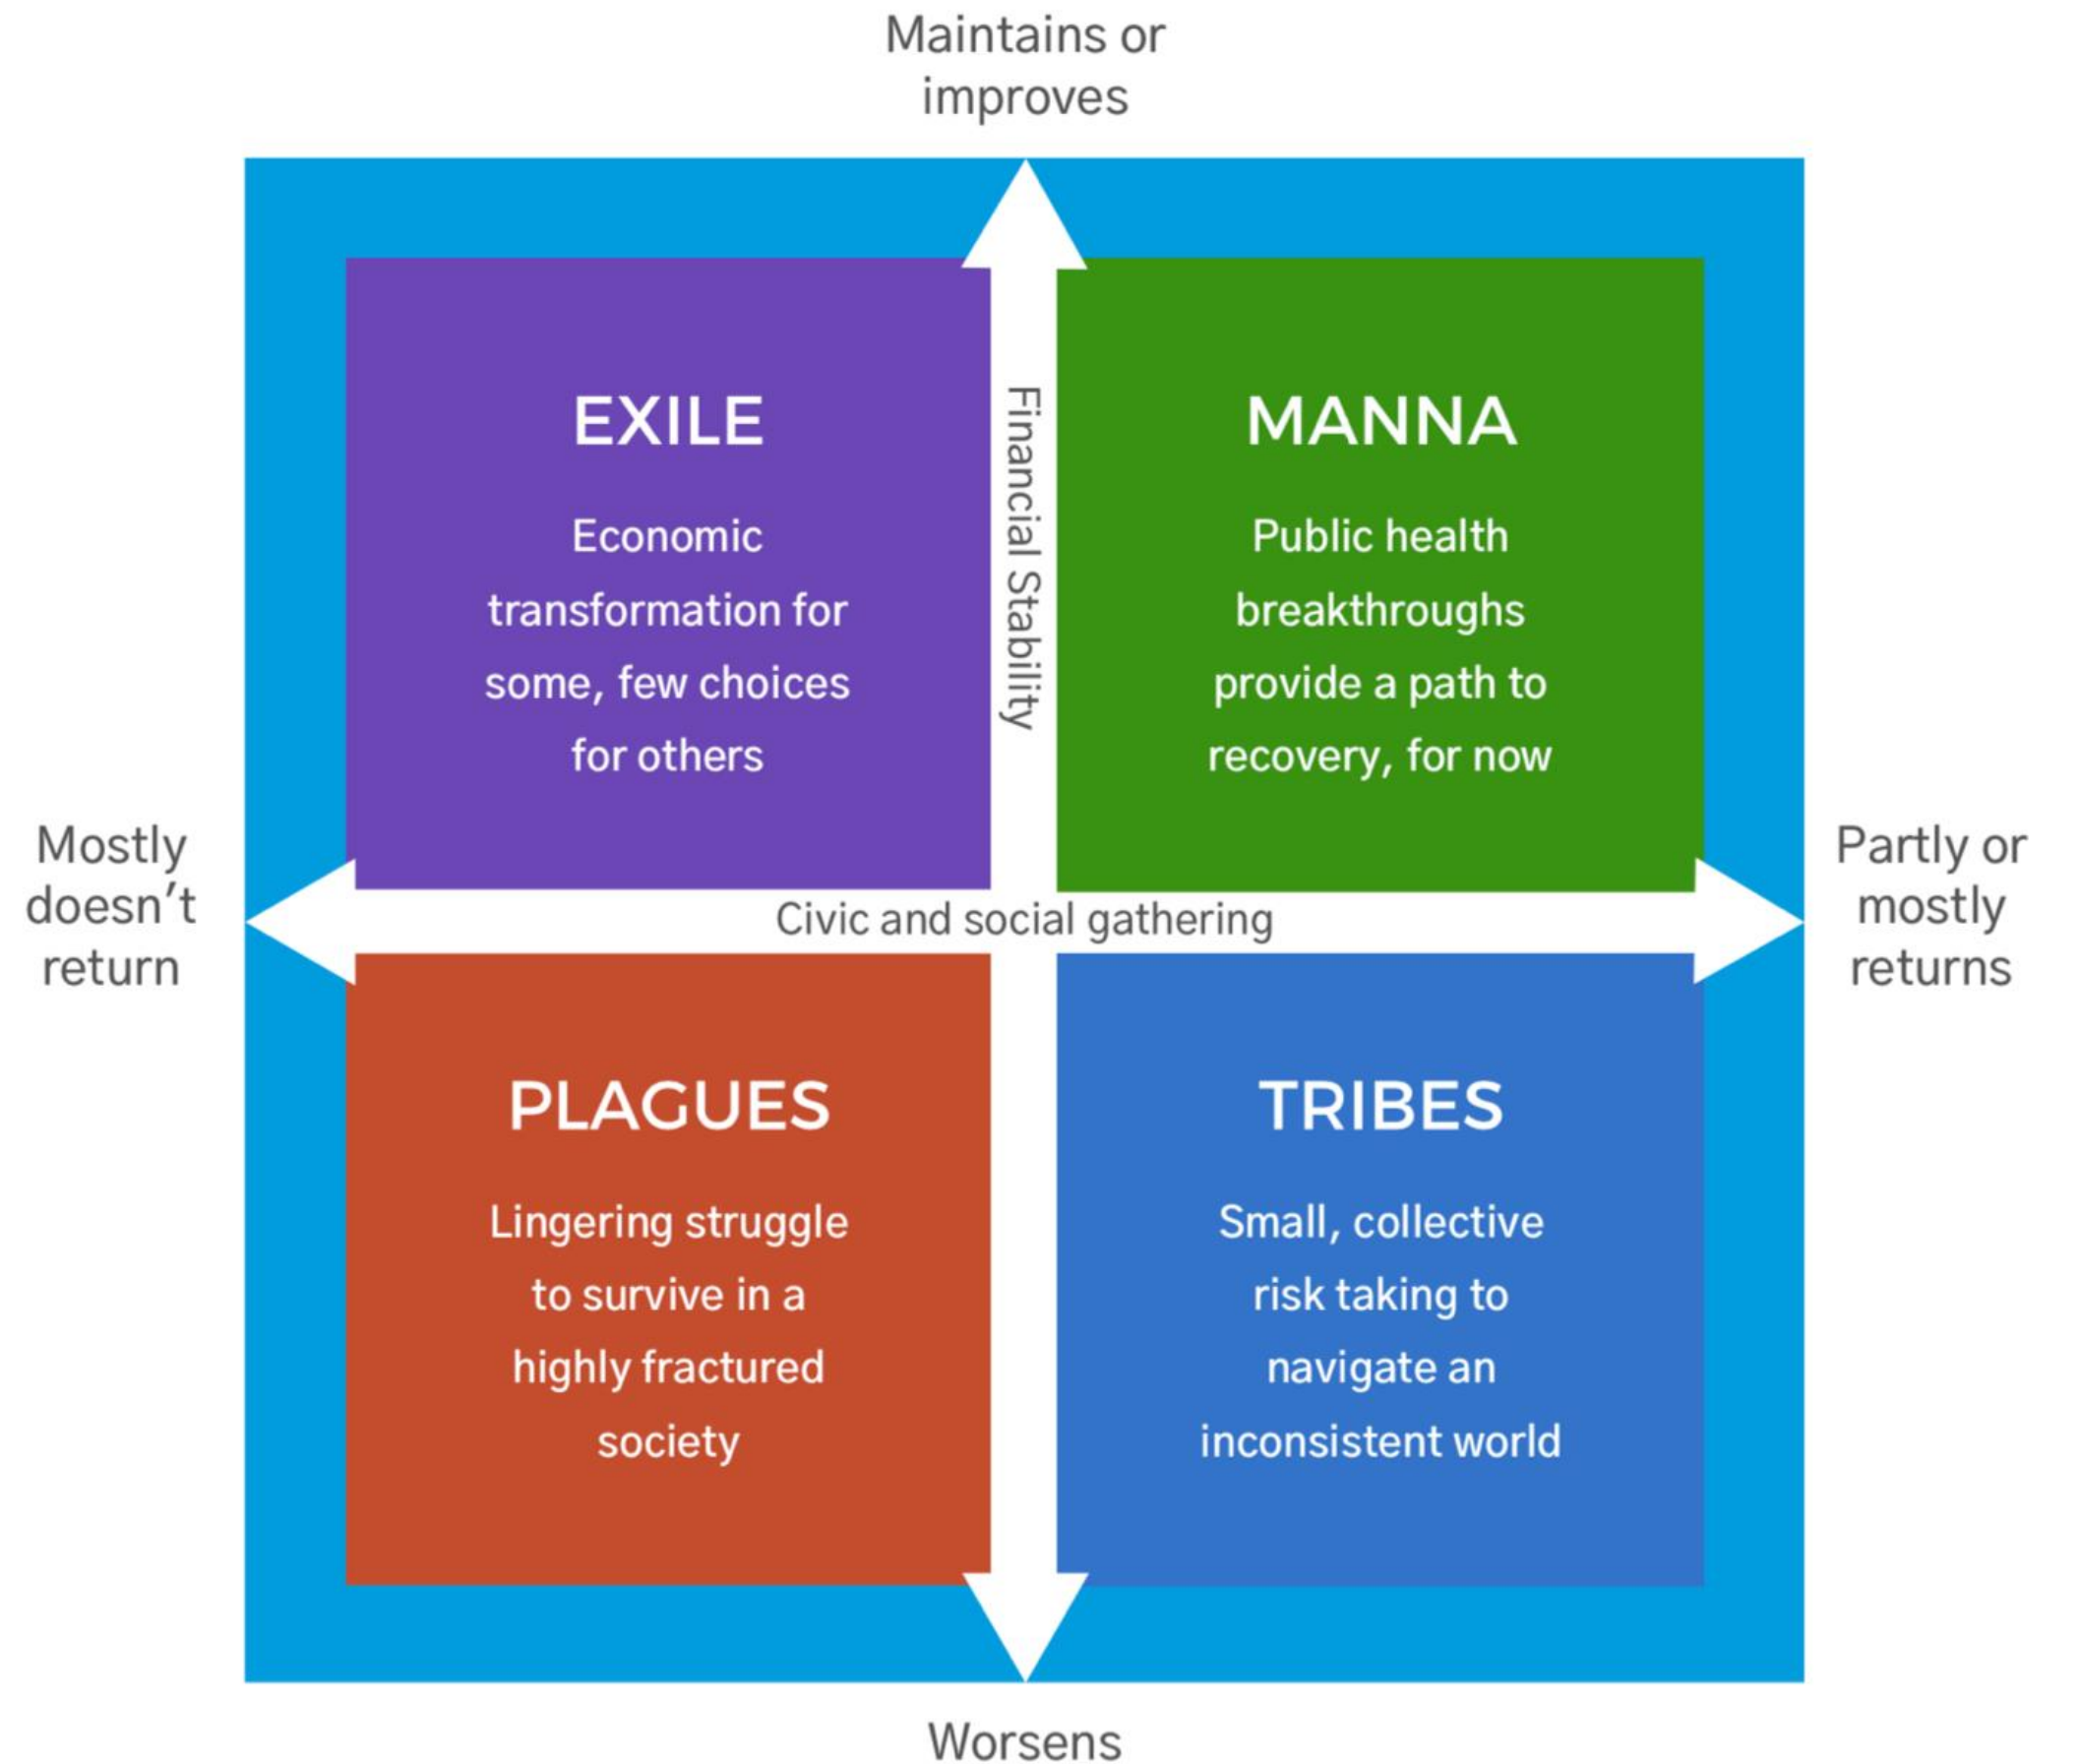 Maintains or
improves
EXILE
Economic
transformation for
some, few choices
for others
Financial Stability
MANNA
Public health
breakthroughs
provide a path to
recovery, for now
Mostly
doesn't
return
Civic and social gathering
Partly or
mostly
returns
PLAGUES
Lingering struggle
to survive in a
highly fractured
society
TRIBES
Small, collective
risk taking to
navigate an
inconsistent world
Worsens